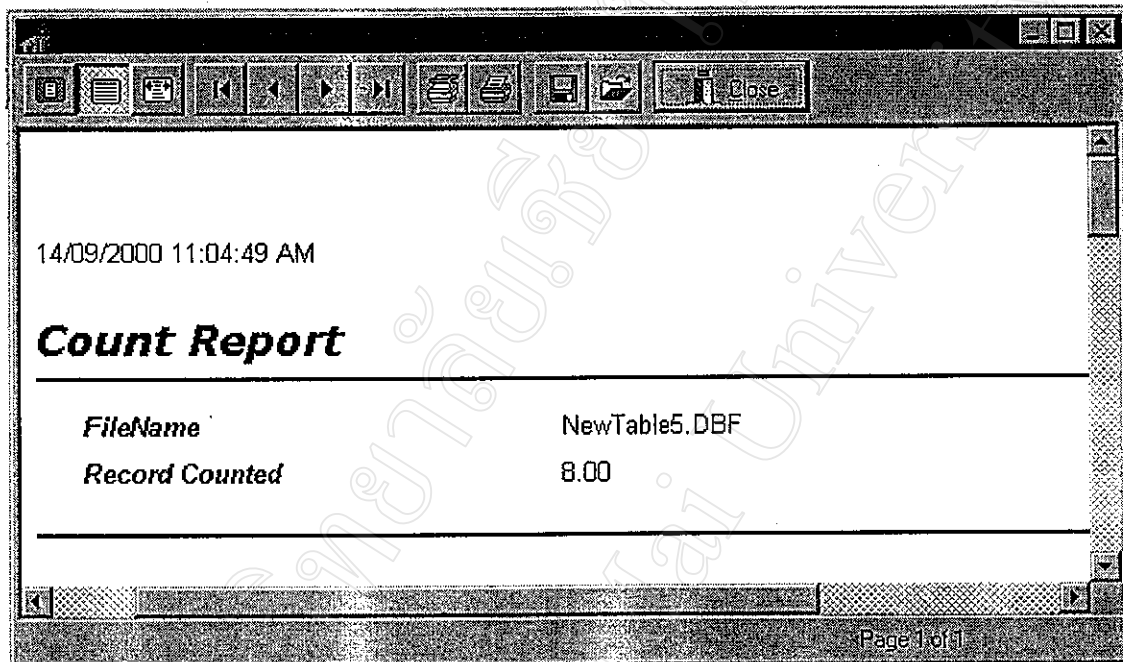 Close
14/09/2000 11:04:49 AM
Count Report
FileName NewTable5.DBF
Record Counted 8.00
Page 1 of 1